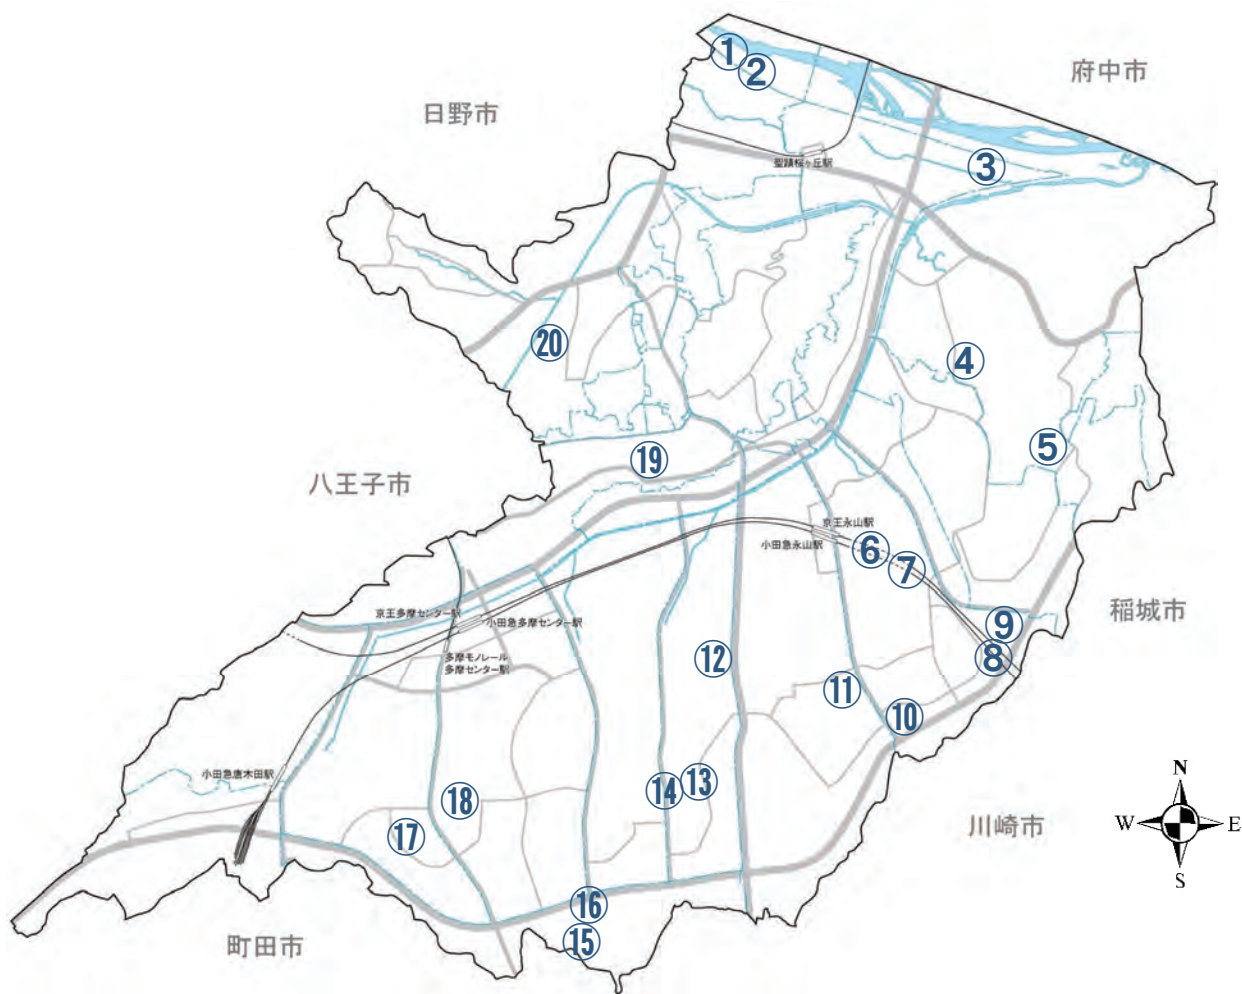 ①
②
府中市
日野市
聖蹟桜ヶ丘駅
③
⑳
④
⑤
⑲
八王子市
京王永山駅
小田急永山駅
⑥
⑦
稲城市
京王多摩センター駅
小田急多摩センター駅
⑨
⑧
多摩モノレール
多摩センター駅
⑫
⑪
⑩
小田急唐木田駅
⑭
⑬
⑱
⑰
川崎市
N
W
E
S
⑯
⑮
町田市